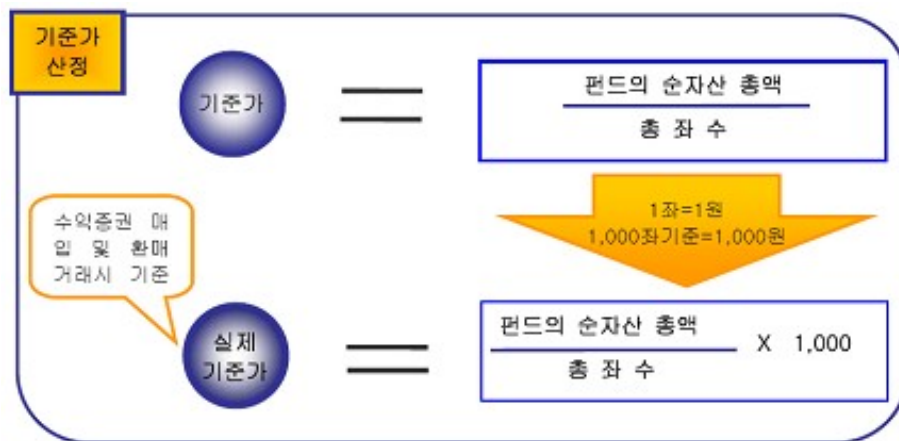 기준가
산정
기준가
펀드의 순자산 총액
총 좌 수
1좌=1원
1,000좌기준=1,000원
수익증권 매
입 및 환매
거래시 기준
실제
기준가
펀드의 순자산 총액
총 좌 수
X 1,000